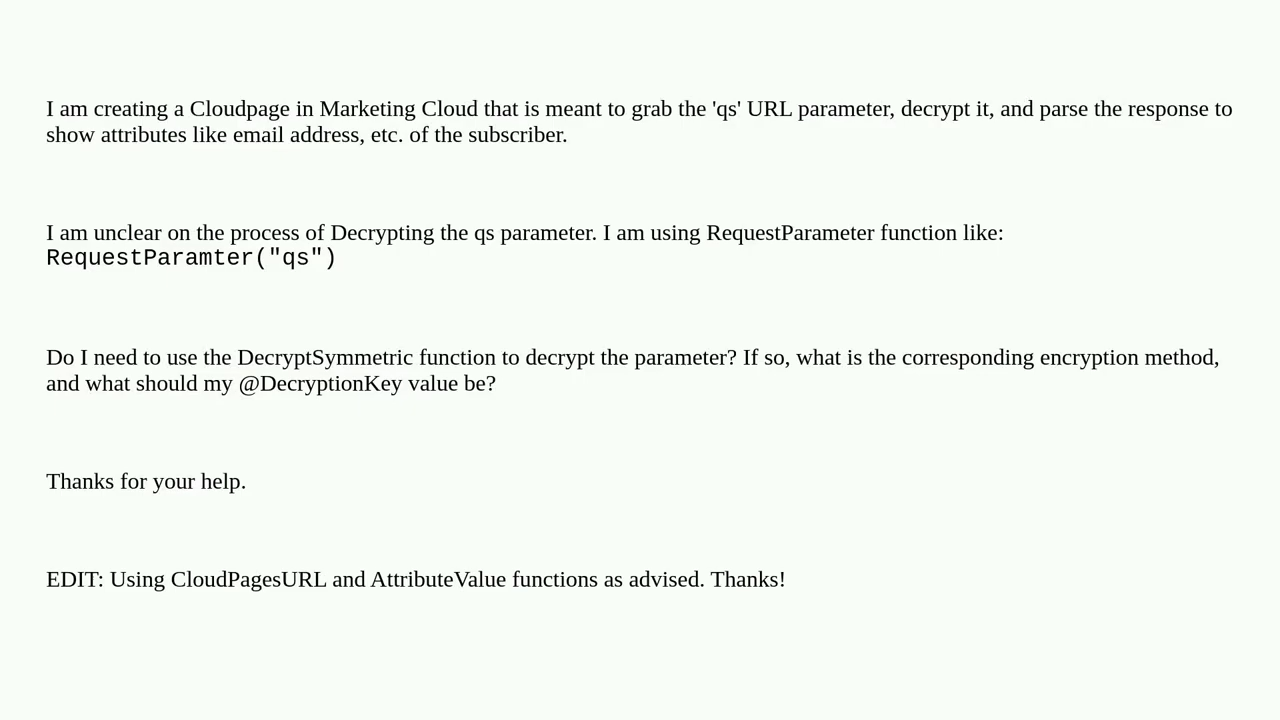 I am creating a Cloudpage in Marketing Cloud that is meant to grab the 'qs' URL parameter, decrypt it, and parse the response to
show attributes like email address, etc. of the subscriber.
I am unclear on the process of Decrypting the qs parameter. I am using RequestParameter function like:
RequestParamter("qs")
Do I need to use the DecryptSymmetric function to decrypt the parameter? If so, what is the corresponding encryption method,
and what should my @DecryptionKey value be?
Thanks for your help.
EDIT: Using CloudPagesURL and AttributeValue functions as advised. Thanks!